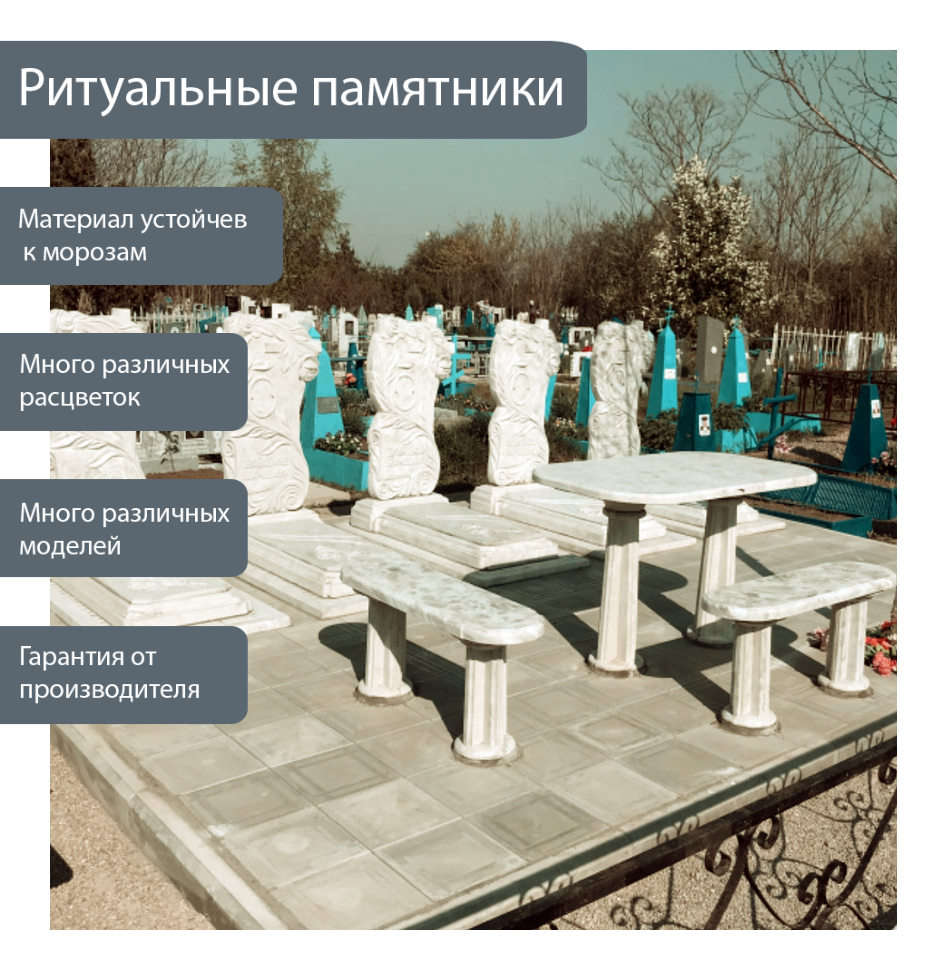 Ритуальные памятники
Материал устойчев
к морозам
Много различных
расцветок
Много различных
моделей
Гарантия от
производителя